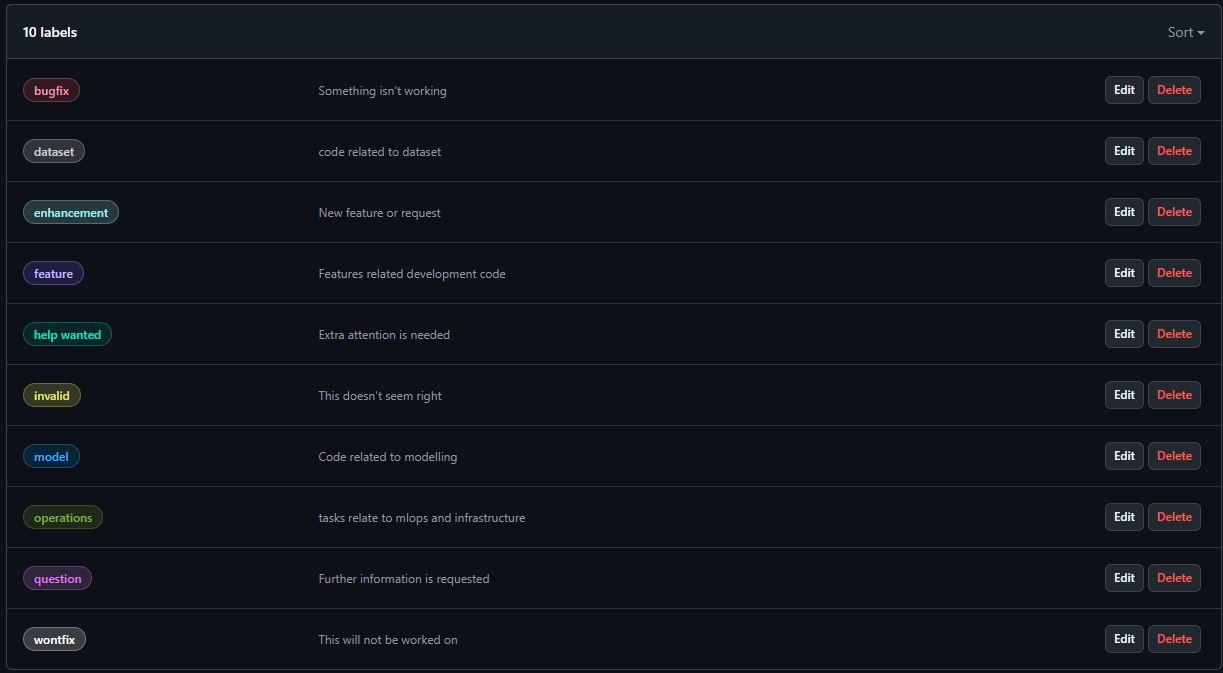 10 labels Sort
bugfix Something isn't working Edit Delete
dataset code related to dataset Edit Delete
enhancement New feature or request Edit Delete
feature Features related development code Edit Delete
help wanted Extra attention is needed Edit Delete
invalid This doesn't seem right Edit Delete
model Code related to modelling Edit Delete
operations tasks relate to mlops and infrastructure Edit Delete
question Further information is requested Edit Delete
wontfix This will not be worked on Edit Delete